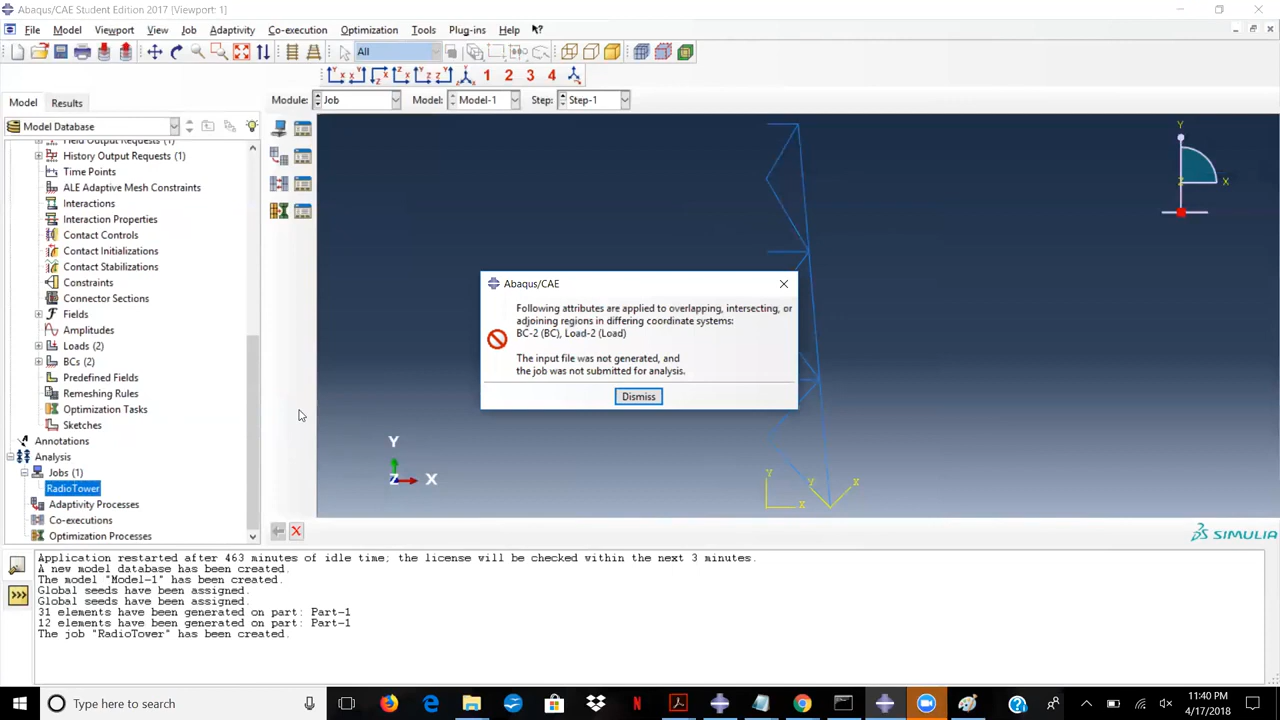 Abaqus/CAE Student Edition 2017 [Viewport: 1]
File Model Viewport View Job Adaptivity Co-execution Optimization Tools Plug-ins Help
All
1 2 3 4
Model Results
Module: Job Model: Model-1 Step: Step-1
Model Database
Field Output Requests (1)
History Output Requests (1)
Time Points
ALE Adaptive Mesh Constraints
Interactions
Interaction Properties
Contact Controls
Contact Initializations
Contact Stabilizations
Constraints
Connector Sections
Fields
Amplitudes
Loads (2)
BCs (2)
Predefined Fields
Remeshing Rules
Optimization Tasks
Sketches
Annotations
Analysis
Jobs (1)
RadioTower
Adaptivity Processes
Co-executions
Optimization Processes
Y
Z X
Abaqus/CAE
Following attributes are applied to overlapping, intersecting, or
adjoining regions in differing coordinate systems:
BC-2 (BC), Load-2 (Load)
The input file was not generated, and
the job was not submitted for analysis.
Dismiss
Y
Z X
Y Y X
X
SIMULIA
Application restarted after 463 minutes of idle time; the license will be checked within the next 3 minutes.
A new model database has been created.
The model "Model-1" has been created.
Global seeds have been assigned.
Global seeds have been assigned.
31 elements have been generated on part: Part-1
12 elements have been generated on part: Part-1
The job "RadioTower" has been created.
Type here to search
11:40 PM
4/17/2018